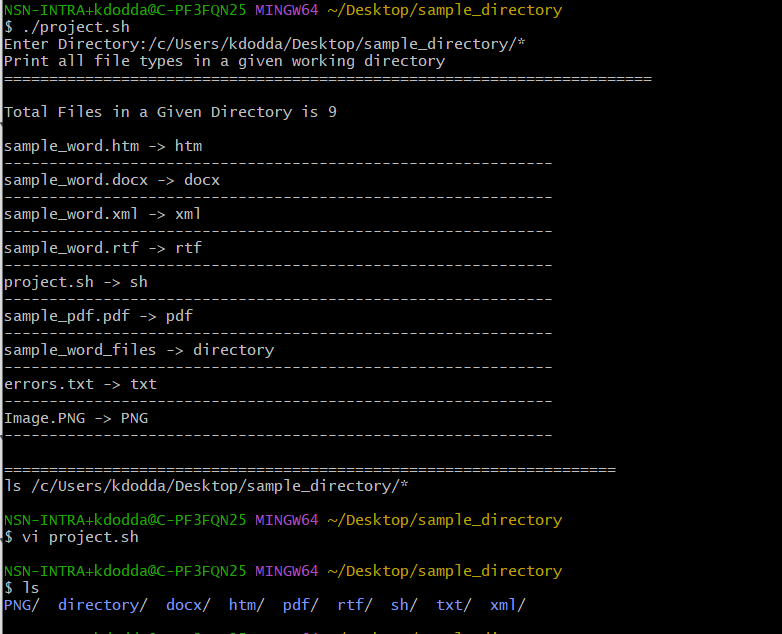 NSN-INTRA+kdodda@C-PF3FQN25 MINGW64 ~/Desktop/sample_directory
$ ./project.sh
Enter Directory:/c/Users/kdodda/Desktop/sample_directory/*
Print all file types in a given working directory
========================================================================
Total Files in a Given Directory is 9
sample_word.htm -> htm
-------------------------------------------------------------
sample_word.docx -> docx
-------------------------------------------------------------
sample_word.xml -> xml
-------------------------------------------------------------
sample_word.rtf -> rtf
-------------------------------------------------------------
project.sh -> sh
-------------------------------------------------------------
sample_pdf.pdf -> pdf
-------------------------------------------------------------
sample_word_files -> directory
-------------------------------------------------------------
errors.txt -> txt
-------------------------------------------------------------
Image.PNG -> PNG
-------------------------------------------------------------
====================================================================
ls /c/Users/kdodda/Desktop/sample_directory/*
NSN-INTRA+kdodda@C-PF3FQN25 MINGW64 ~/Desktop/sample_directory
$ vi project.sh
NSN-INTRA+kdodda@C-PF3FQN25 MINGW64 ~/Desktop/sample_directory
$ ls
PNG/  directory/  docx/  htm/  pdf/  rtf/  sh/  txt/  xml/